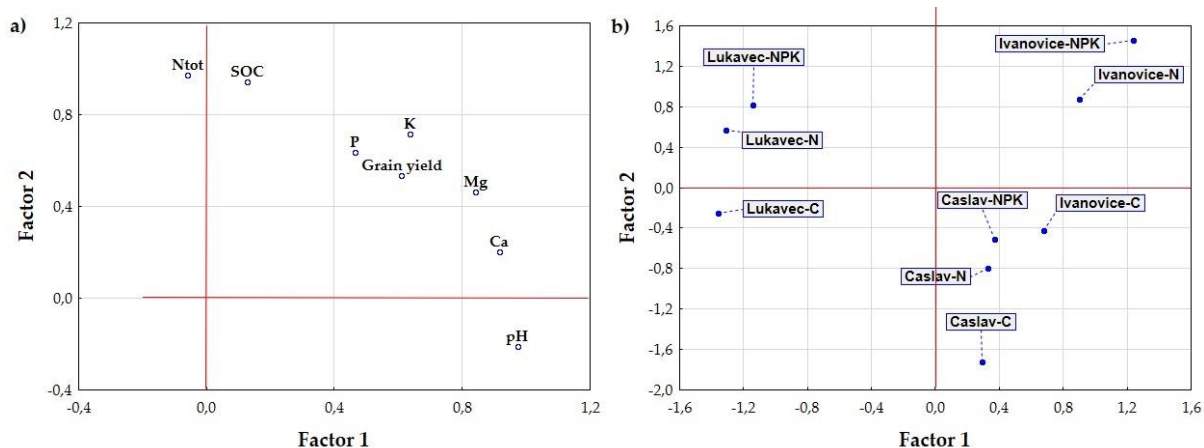 a)
1,2
0,8
0,4
0,0
-0,4
Factor 2
Ntot
SOC
K
P
Grain yield
Mg
Ca
pH
-0,4 0,0 0,4 0,8 1,2
Factor 1
b)
1,6
1,2
0,8
0,4
0,0
-0,4
-0,8
-1,2
-1,6
-2,0
Factor 2
Ivanovice-NPK
Lukavec-NPK
Ivanovice-N
Lukavec-N
Caslav-NPK
Ivanovice-C
Lukavec-C
Caslav-N
Caslav-C
-1,6 -1,2 -0,8 -0,4 0,0 0,4 0,8 1,2 1,6
Factor 1